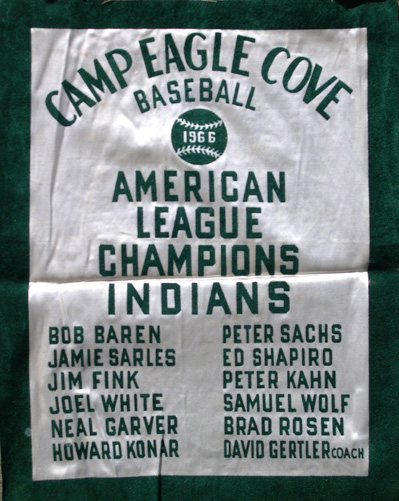 CAMP EAGLE COVE
BASEBALL
1966
AMERICAN
LEAGUE
CHAMPIONS
INDIANS
BOB BAREN PETER SACHS
JAMIE SARLES ED SHAPIRO
JIM FINK PETER KAHN
JOEL WHITE SAMUEL WOLF
NEAL GARVER BRAD ROSEN
HOWARD KONAR DAVID GERTLER COACH